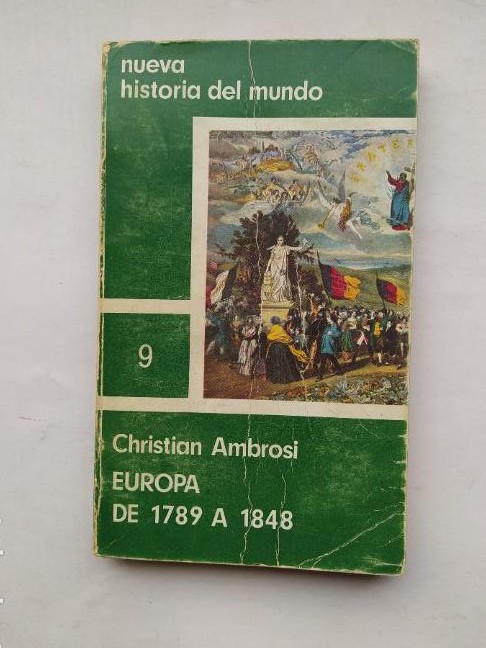 nueva
historia del mundo
9
Christian Ambrosi
EUROPA
DE 1789 A 1848